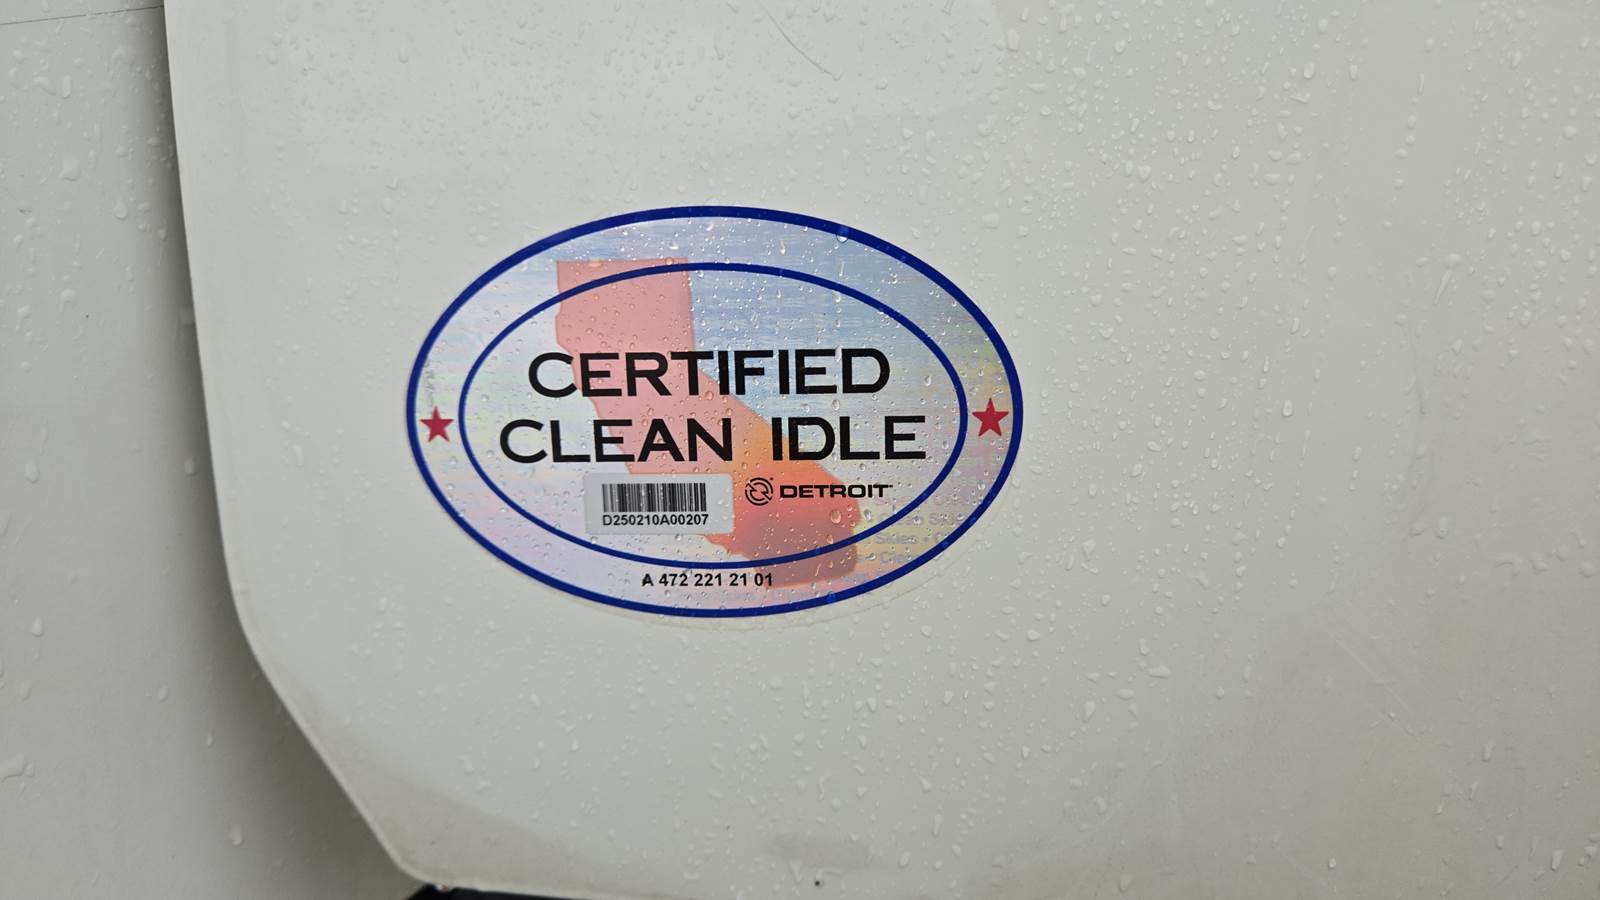 CERTIFIED
CLEAN IDLE
DETROIT
D250210A00207
A 472 221 21 01